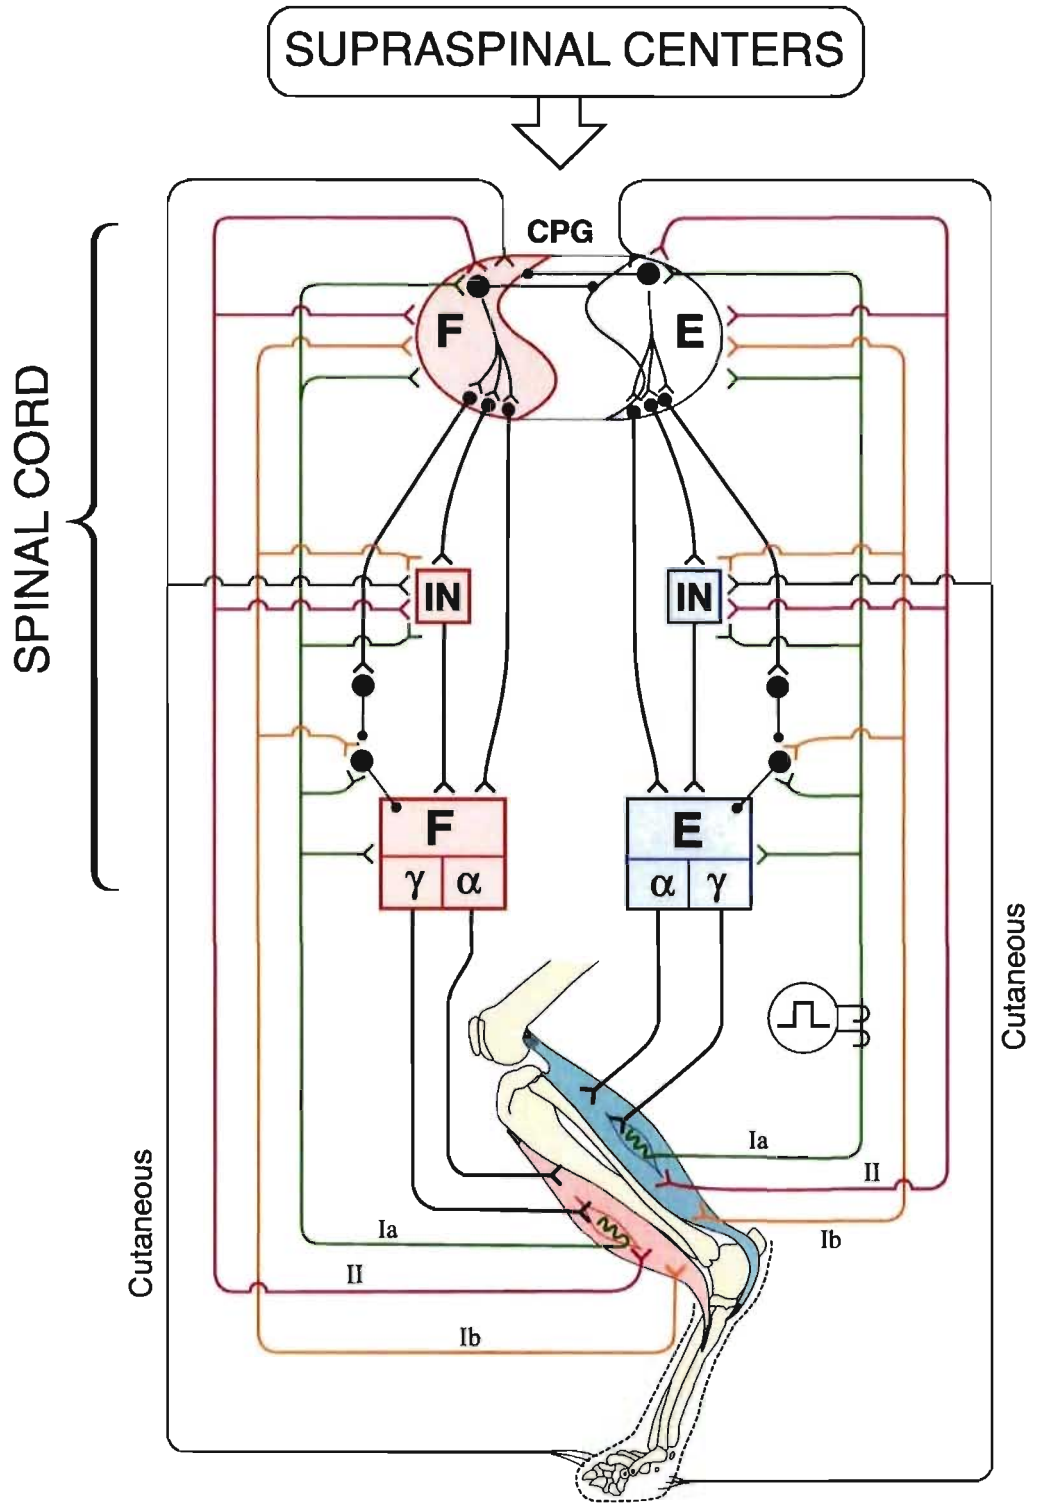 SUPRASPINAL CENTERS
CPG
F
E
SPINAL CORD
IN
IN
F
E
γ
α
α
γ
Cutaneous
Ia
II
Ib
Cutaneous
Ia
II
Ib